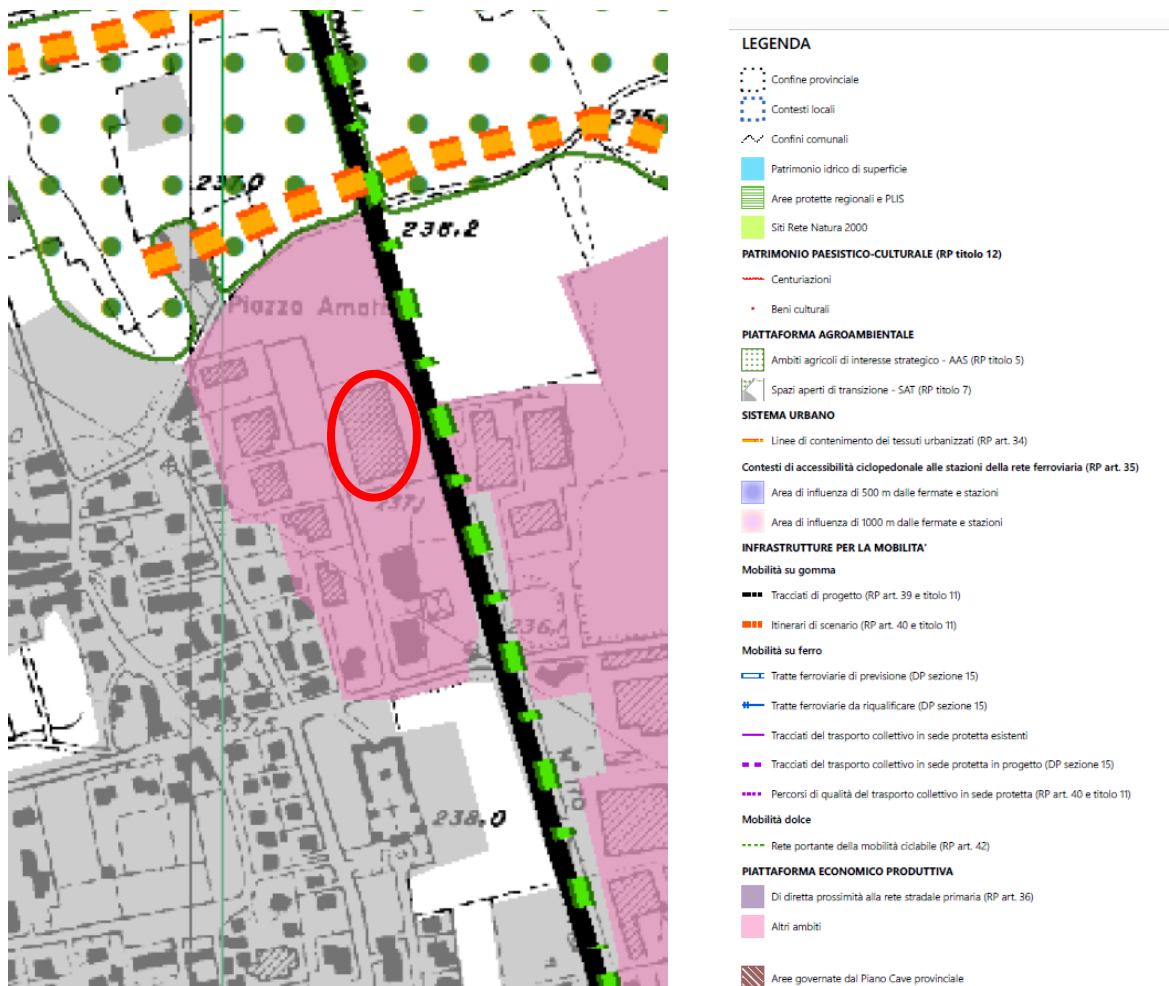 235
237.0
236.2
Piazzo Amati
237.1
236.1
238.0
LEGENDA
Confine provinciale
Contesti locali
Confini comunali
Patrimonio idrico di superficie
Aree protette regionali e PLIS
Siti Rete Natura 2000
PATRIMONIO PAESISTICO-CULTURALE (RP titolo 12)
Centuriazioni
Beni culturali
PIATTAFORMA AGROAMBIENTALE
Ambiti agricoli di interesse strategico - AAS (RP titolo 5)
Spazi aperti di transizione - SAT (RP titolo 7)
SISTEMA URBANO
Linee di contenimento dei tessuti urbanizzati (RP art. 34)
Contesti di accessibilità ciclopedonale alle stazioni della rete ferroviaria (RP art. 35)
Area di influenza di 500 m dalle fermate e stazioni
Area di influenza di 1000 m dalle fermate e stazioni
INFRASTRUTTURE PER LA MOBILITA'
Mobilità su gomma
Tracciati di progetto (RP art. 39 e titolo 11)
Itinerari di scenario (RP art. 40 e titolo 11)
Mobilità su ferro
Tratte ferroviarie di previsione (DP sezione 15)
Tratte ferroviarie da riqualificare (DP sezione 15)
Tracciati del trasporto collettivo in sede protetta esistenti
Tracciati del trasporto collettivo in sede protetta in progetto (DP sezione 15)
Percorsi di qualità del trasporto collettivo in sede protetta (RP art. 40 e titolo 11)
Mobilità dolce
Rete portante della mobilità ciclabile (RP art. 42)
PIATTAFORMA ECONOMICO PRODUTTIVA
Di diretta prossimità alla rete stradale primaria (RP art. 36)
Altri ambiti
Aree governate dal Piano Cave provinciale